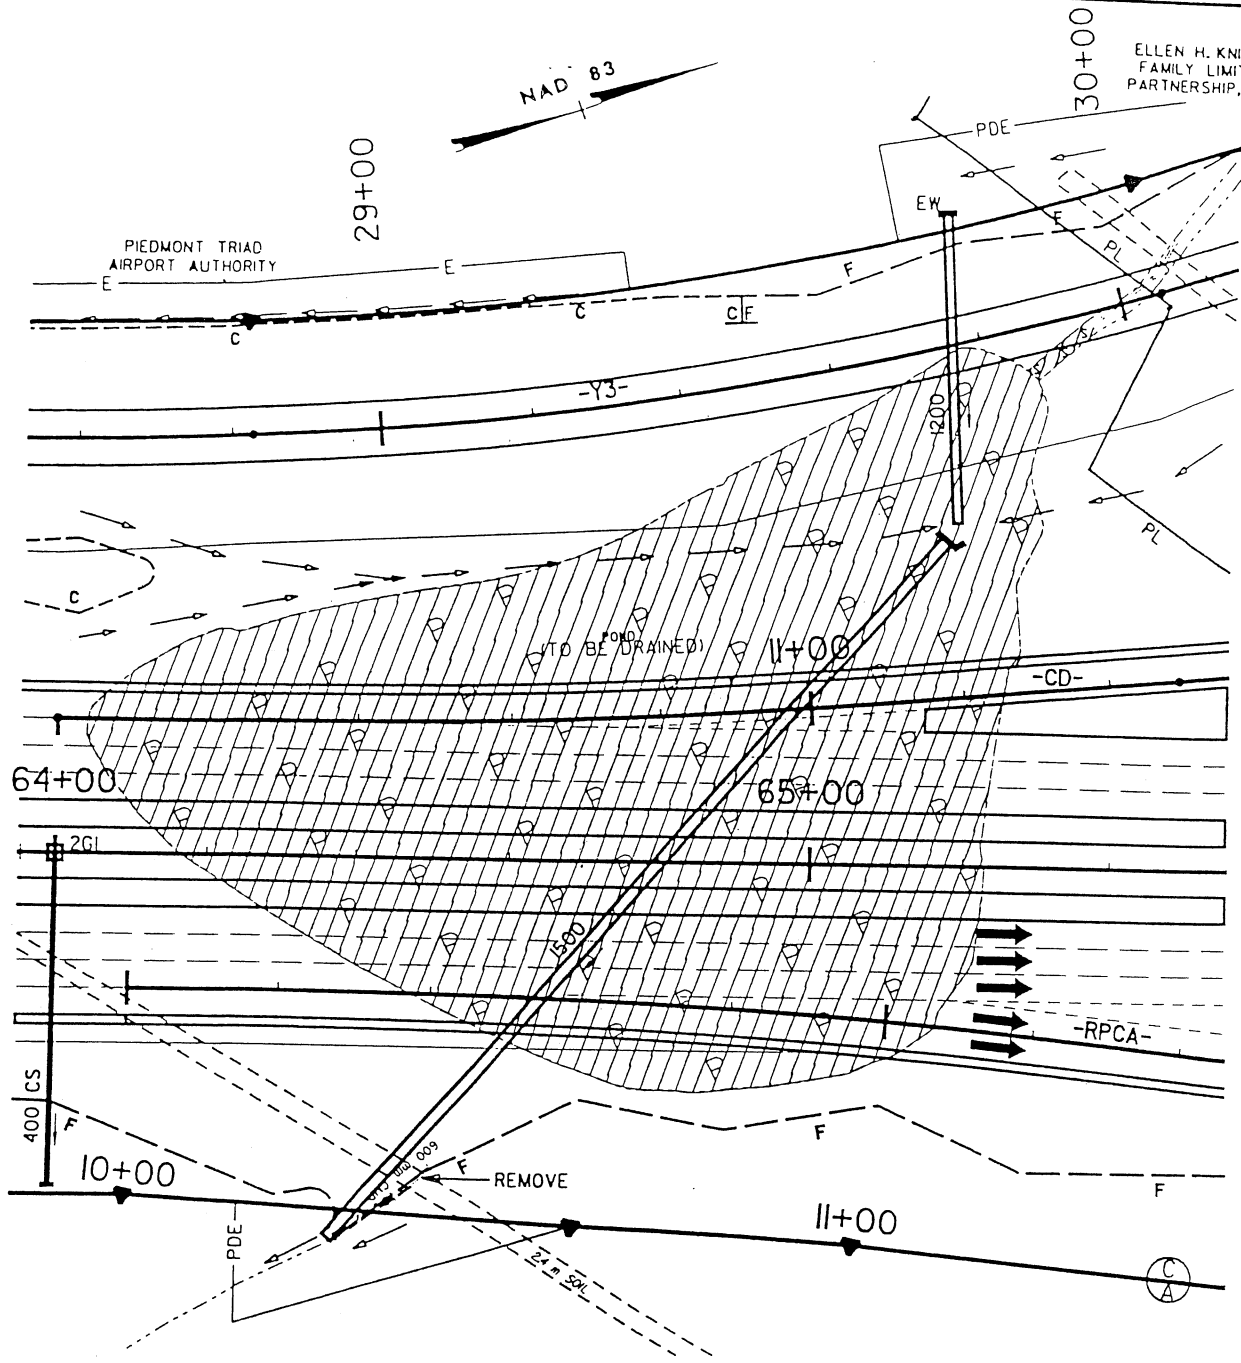 30+00
ELLEN H. KNI
FAMILY LIMI
PARTNERSHIP,
NAD 83
PDE
29+00
EW
F
PL
PIEDMONT TRIAD
AIRPORT AUTHORITY
E
E
F
C
C
C F
-Y3-
S
1200
PL
C
POND
(TO BE DRAINED)
11+00
-CD-
64+00
65+00
2GI
1500
-RPCA-
400 CS
F
F
600
F
10+00
REMOVE
F
PDE
11+00
24 m SOIL
C
A